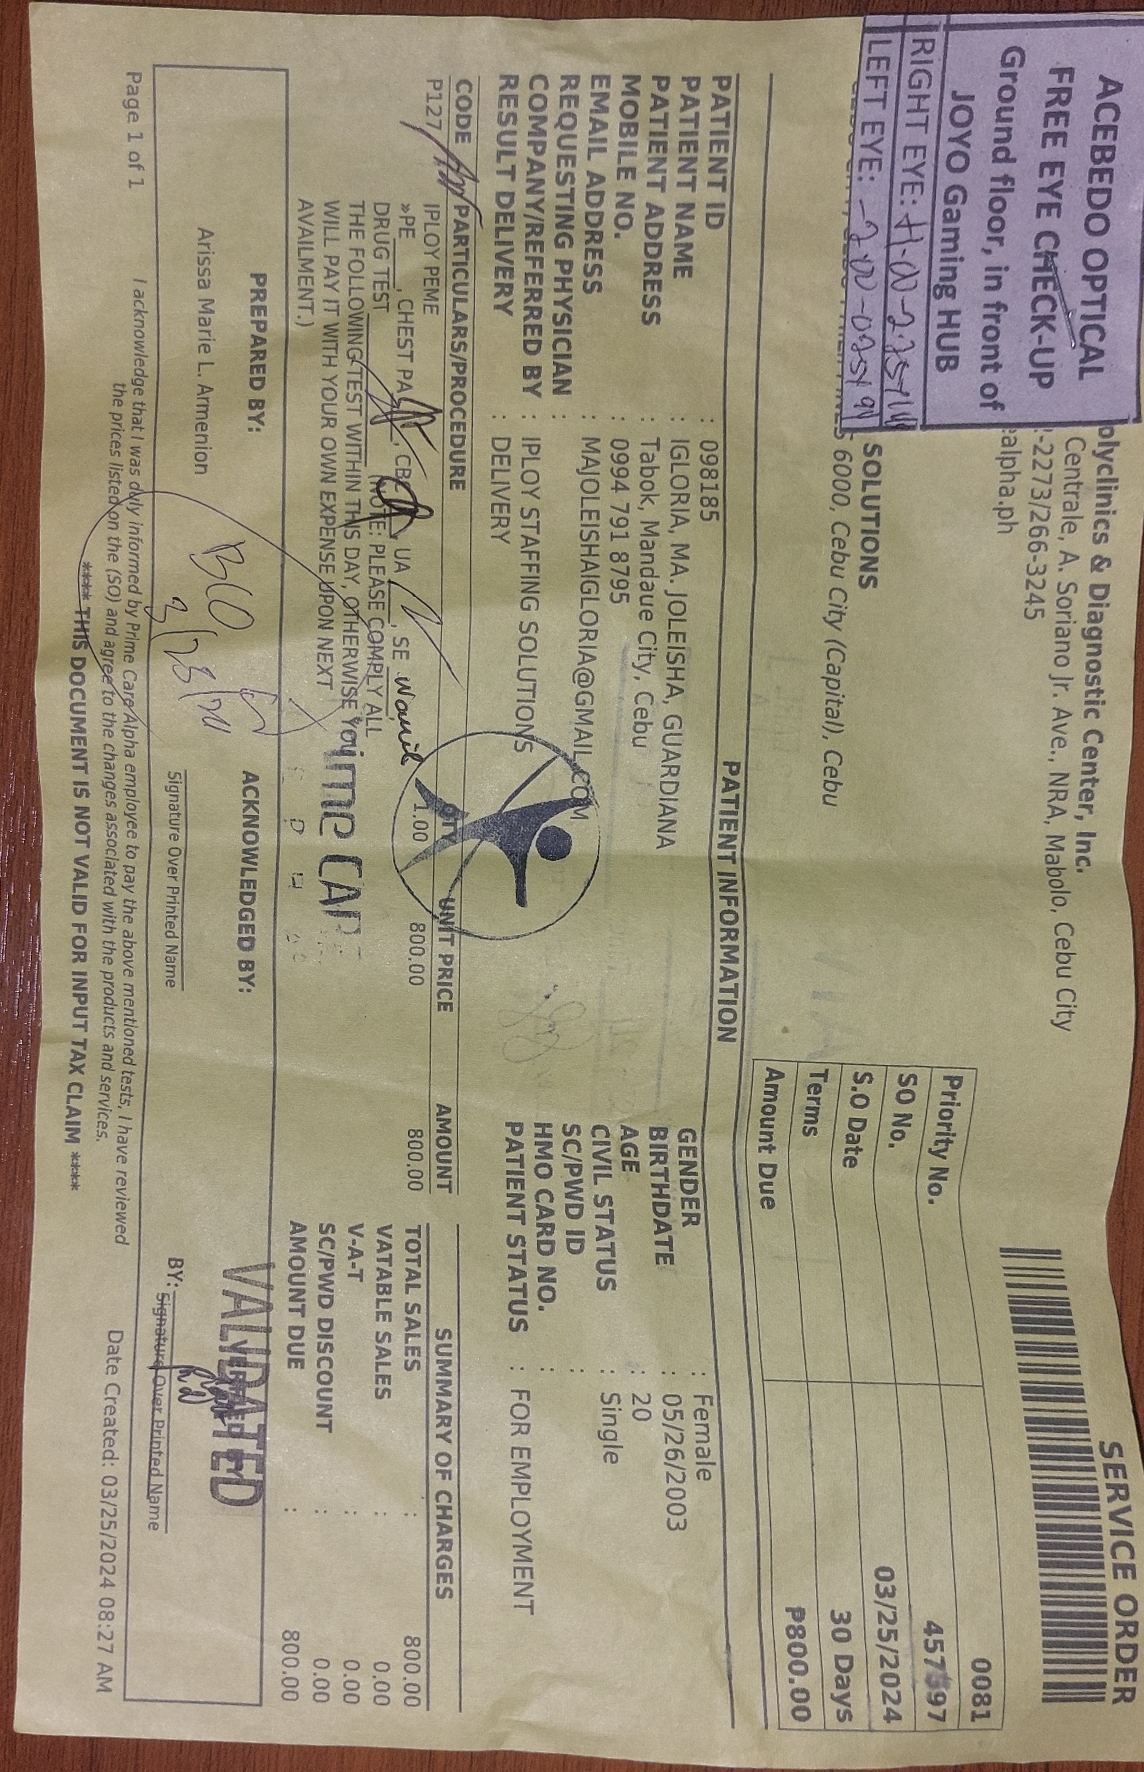 ACEBEDO OPTICAL
FREE EYE CHECK-UP
Ground floor, in front of
JOYO Gaming HUB
RIGHT EYE:
LEFT EYE:
olyclinics & Diagnostic Center, Inc.
Centrale, A. Soriano Jr. Ave., NRA, Mabolo, Cebu City
-2273/266-3245
ealpha.ph
SERVICE ORDER
Priority No. 0081
SO No.
S.O Date 03/25/2024
Terms 30 Days
Amount Due ₱800.00
SOLUTIONS
6000, Cebu City (Capital), Cebu
PATIENT INFORMATION
PATIENT ID : 098185
PATIENT NAME : IGLORIA, MA. JOLEISHA, GUARDIANA
PATIENT ADDRESS : Tabok, Mandaue City, Cebu
MOBILE NO. : 0994 791 8795
EMAIL ADDRESS : MAJOLEISHAIGLORIA@GMAIL.COM
REQUESTING PHYSICIAN :
COMPANY/REFERRED BY : IPLOY STAFFING SOLUTIONS
RESULT DELIVERY : DELIVERY
GENDER : Female
BIRTHDATE : 05/26/2003
AGE : 20
CIVIL STATUS : Single
SC/PWD ID :
HMO CARD NO. :
PATIENT STATUS : FOR EMPLOYMENT
CODE PARTICULARS/PROCEDURE QTY UNIT PRICE AMOUNT
P127 IPLOY PEME 1.00 800.00 800.00
»PE , CHEST PA , CBC , UA , SE
DRUG TEST NOTE: PLEASE COMPLY ALL
THE FOLLOWING TEST WITHIN THIS DAY, OTHERWISE YOU
WILL PAY IT WITH YOUR OWN EXPENSE UPON NEXT
AVAILMENT.)
SUMMARY OF CHARGES
TOTAL SALES : 800.00
VATABLE SALES : 0.00
V-A-T : 0.00
SC/PWD DISCOUNT : 0.00
AMOUNT DUE : 800.00
PREPARED BY:
Arissa Marie L. Armenion
ACKNOWLEDGED BY:
Signature Over Printed Name
VALIDATED
BY:
Signature Over Printed Name
I acknowledge that I was duly informed by Prime Care Alpha employee to pay the above mentioned tests, I have reviewed
the prices listed on the (SO) and agree to the changes associated with the products and services.
**** THIS DOCUMENT IS NOT VALID FOR INPUT TAX CLAIM ****
Page 1 of 1
Date Created: 03/25/2024 08:27 AM